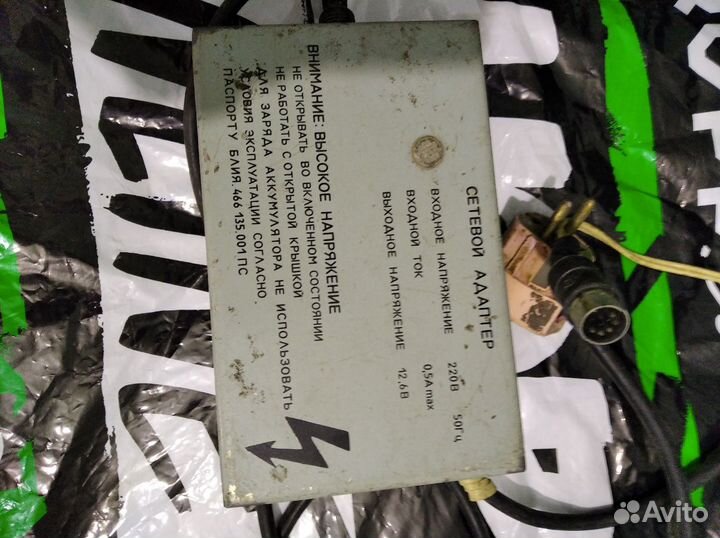 СЕТЕВОЙ АДАПТЕР
ВХОДНОЕ НАПРЯЖЕНИЕ 220В 50ГЦ
ВХОДНОЙ ТОК 0,5А max
ВЫХОДНОЕ НАПРЯЖЕНИЕ 12.6В
ВНИМАНИЕ: ВЫСОКОЕ НАПРЯЖЕНИЕ
НЕ ОТКРЫВАТЬ ВО ВКЛЮЧЕННОМ СОСТОЯНИИ
НЕ РАБОТАТЬ С ОТКРЫТОЙ КРЫШКОЙ
ДЛЯ ЗАРЯДА АККУМУЛЯТОРА НЕ ИСПОЛЬЗОВАТЬ
УСЛОВИЯ ЭКСПЛУАТАЦИИ СОГЛАСНО
ПАСПОРТУ БЛИЯ. 466 135.001 ПС
Avito